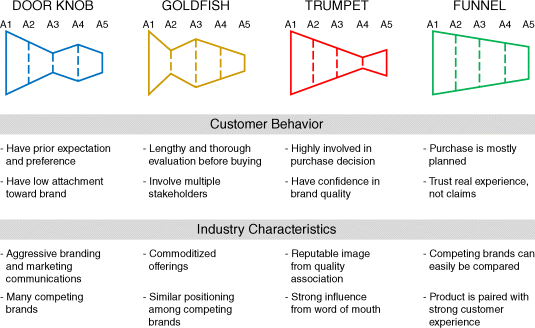 DOOR KNOB GOLDFISH TRUMPET FUNNEL
A1 A2 A3 A4 A5 A1 A2 A3 A4 A5 A1 A2 A3 A4 A5 A1 A2 A3 A4 A5
Customer Behavior
- Have prior expectation
and preference
- Have low attachment
toward brand
- Lengthy and thorough
evaluation before buying
- Involve multiple
stakeholders
- Highly involved in
purchase decision
- Have confidence in
brand quality
- Purchase is mostly
planned
- Trust real experience,
not claims
Industry Characteristics
- Aggressive branding
and marketing
communications
- Many competing
brands
- Commoditized
offerings
- Similar positioning
among competing
brands
- Reputable image
from quality
association
- Strong influence
from word of mouth
- Competing brands can
easily be compared
- Product is paired with
strong customer
experience